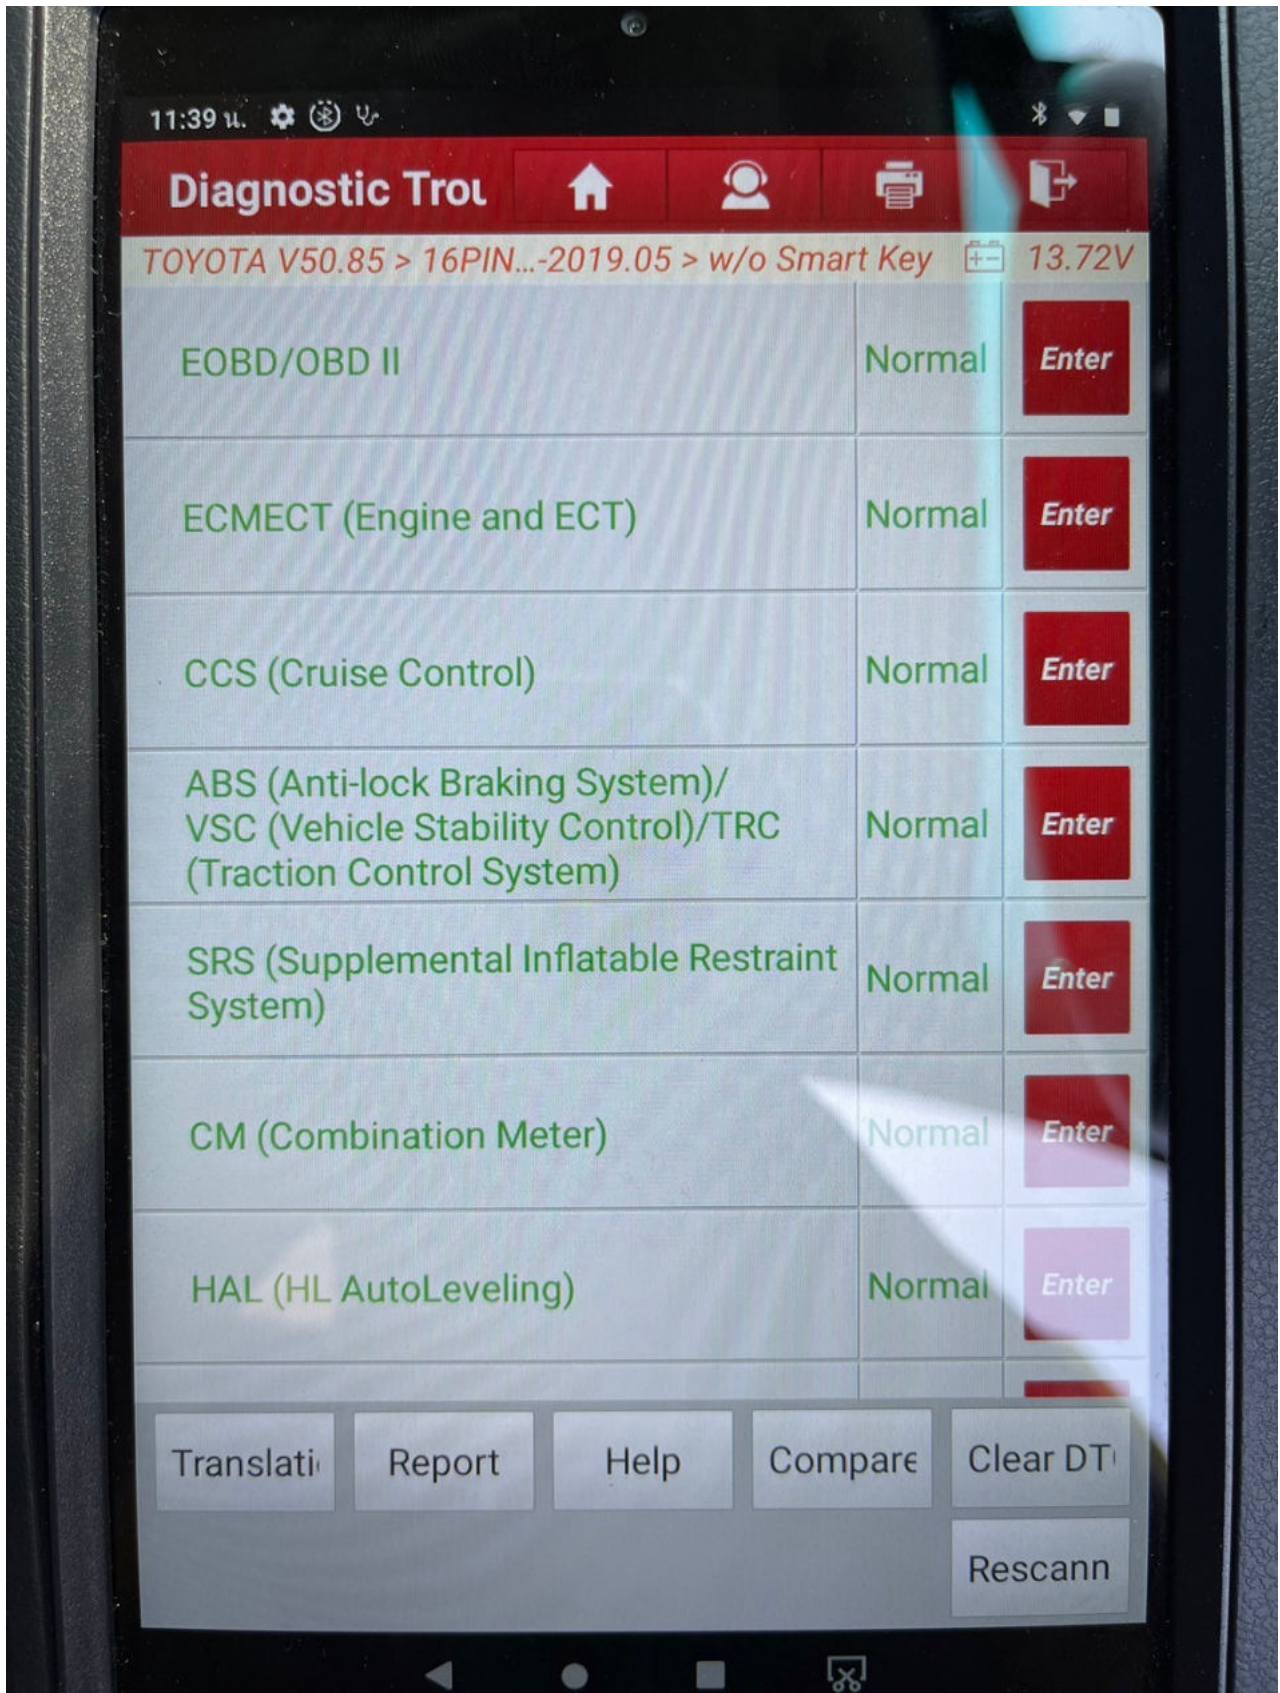 11:39 น.
Diagnostic Trou
TOYOTA V50.85 > 16PIN...-2019.05 > w/o Smart Key 13.72V
EOBD/OBD II Normal Enter
ECMECT (Engine and ECT) Normal Enter
CCS (Cruise Control) Normal Enter
ABS (Anti-lock Braking System)/
VSC (Vehicle Stability Control)/TRC Normal Enter
(Traction Control System)
SRS (Supplemental Inflatable Restraint
System) Normal Enter
CM (Combination Meter) Normal Enter
HAL (HL AutoLeveling) Normal Enter
Translati Report Help Compare Clear DT
Rescann